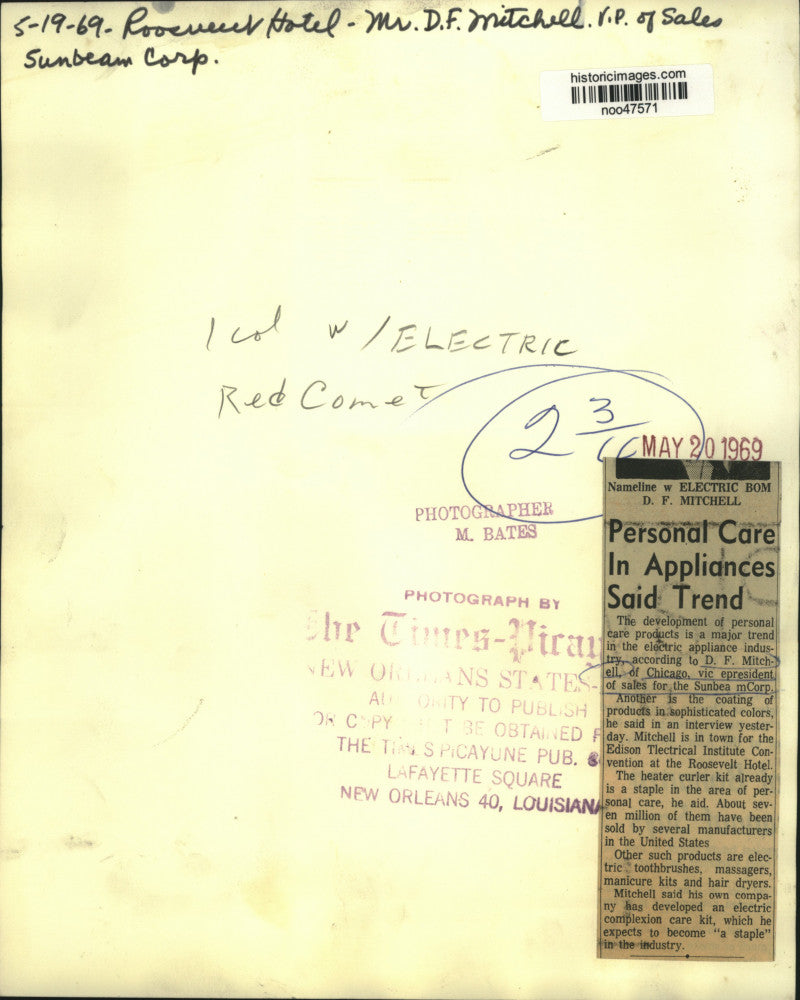 5-19-69- Roosevelt Hotel - Mr. D.F. Mitchell. V.P. of Sales
Sunbeam Corp.
historicimages.com
noo47571
1 col w/ELECTRIC
Red Comet
2 3/
MAY 20 1969
PHOTOGRAPHER
M. BATES
PHOTOGRAPH BY
The Times-Picay
NEW ORLEANS STATES-
AUTHORITY TO PUBLISH
OR COPY MUST BE OBTAINED F
THE TIMES PICAYUNE PUB. 
LAFAYETTE SQUARE
NEW ORLEANS 40, LOUISIANA
Nameline w ELECTRIC BOM
D. F. MITCHELL
Personal Care
In Appliances
Said Trend
The development of personal
care products is a major trend
in the electric appliance indus-
try, according to D. F. Mitch-
ell, of Chicago, vic epresident
of sales for the Sunbea mCorp.
Another is the coating of
products in sophisticated colors,
he said in an interview yester-
day. Mitchell is in town for the
Edison Tlectrical Institute Con-
vention at the Roosevelt Hotel.
The heater curler kit already
is a staple in the area of per-
sonal care, he aid. About sev-
en million of them have been
sold by several manufacturers
in the United States
Other such products are elec-
tric toothbrushes, massagers,
manicure kits and hair dryers.
Mitchell said his own compa-
ny has developed an electric
complexion care kit, which he
expects to become "a staple"
in the industry.